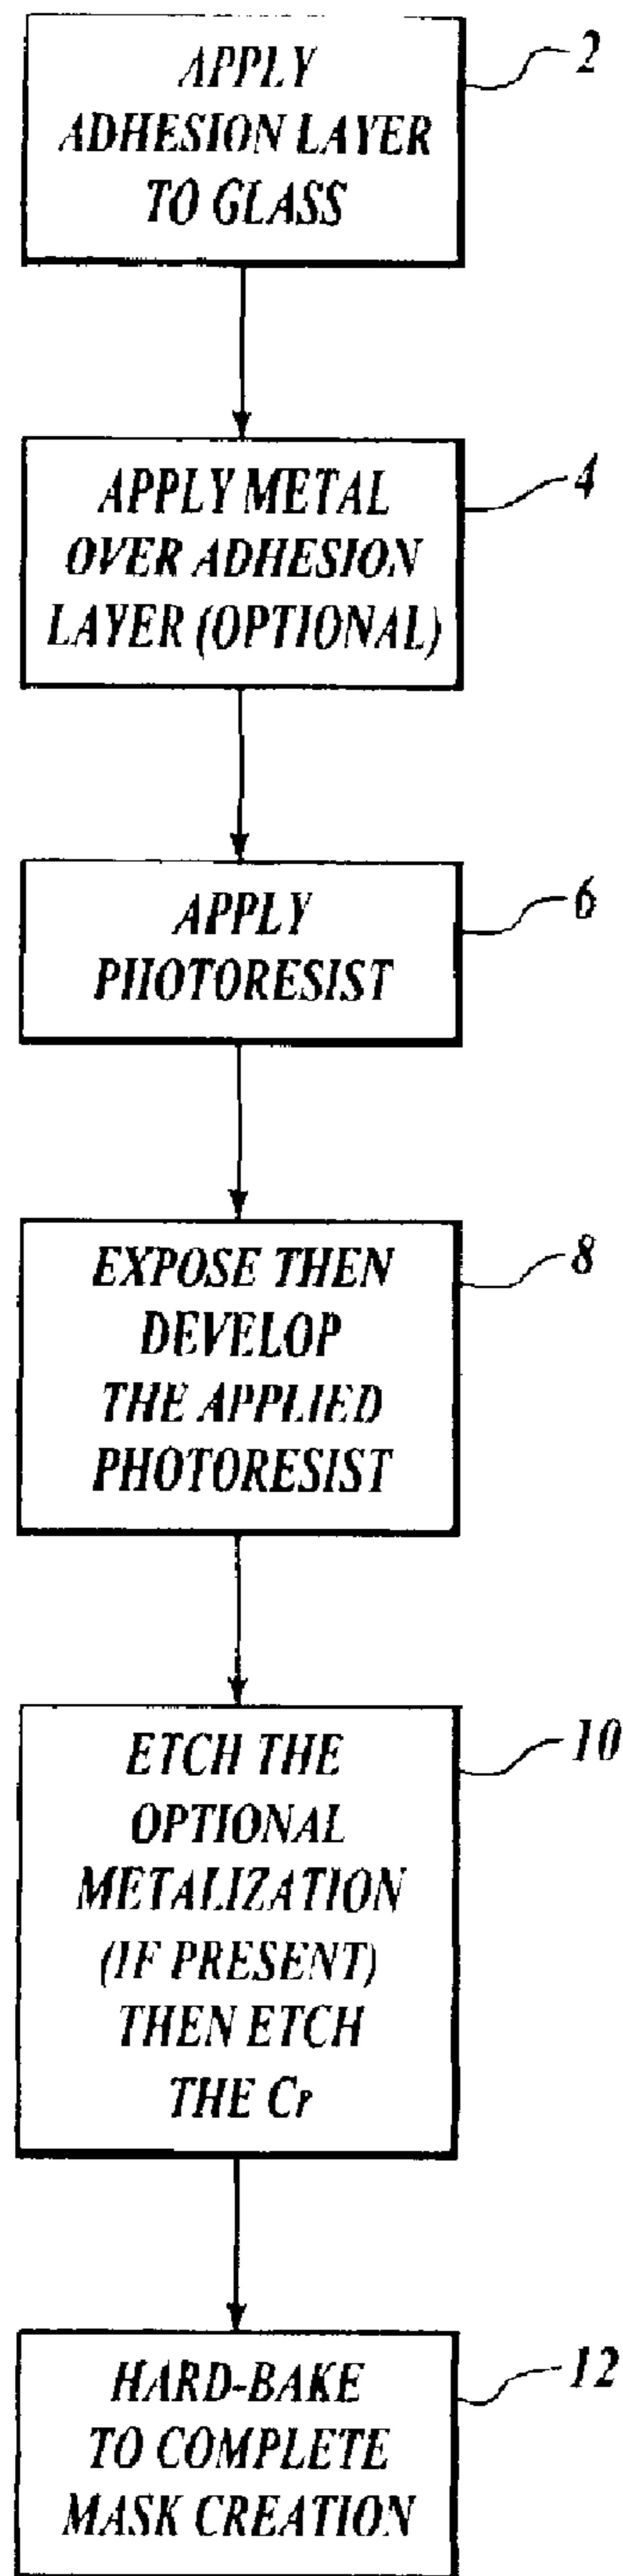 APPLY
ADHESION LAYER
TO GLASS
2
APPLY METAL
OVER ADHESION
LAYER (OPTIONAL)
4
APPLY
PHOTORESIST
6
EXPOSE THEN
DEVELOP
THE APPLIED
PHOTORESIST
8
ETCH THE
OPTIONAL
METALIZATION
(IF PRESENT)
THEN ETCH
THE Cr
10
HARD-BAKE
TO COMPLETE
MASK CREATION
12